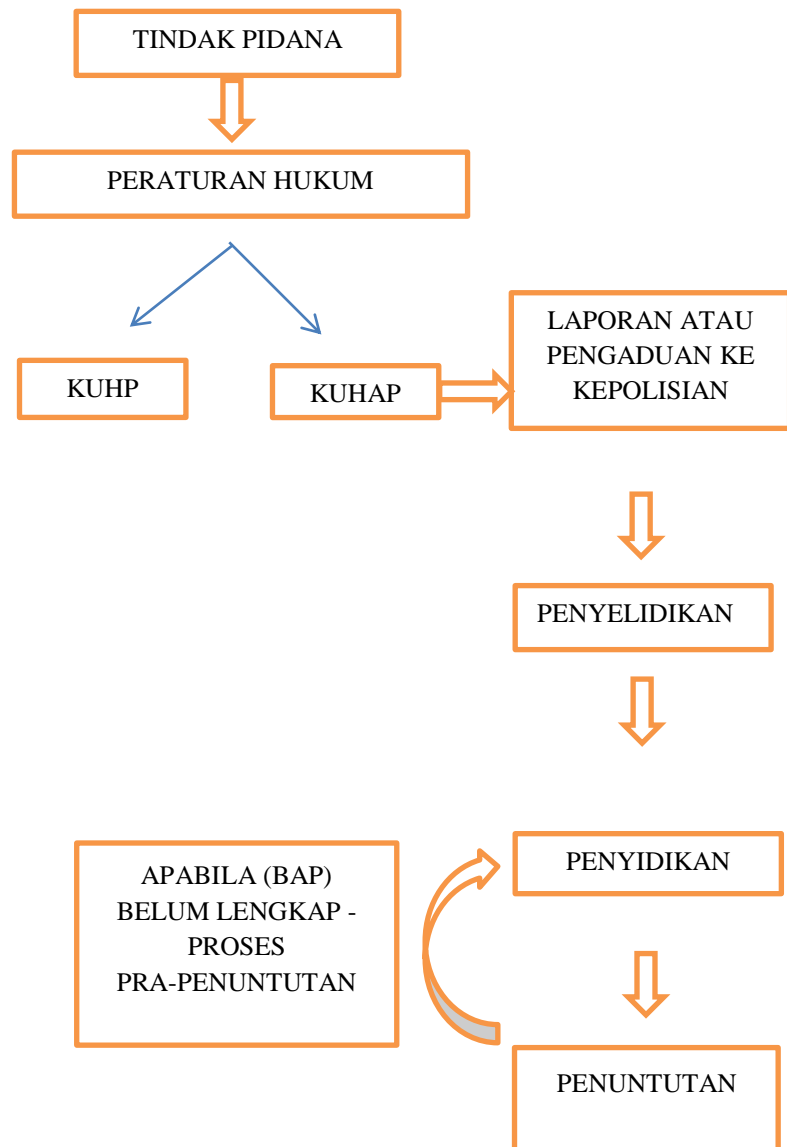 TINDAK PIDANA
PERATURAN HUKUM
KUHP
KUHAP
LAPORAN ATAU
PENGADUAN KE
KEPOLISIAN
PENYELIDIKAN
PENYIDIKAN
APABILA (BAP)
BELUM LENGKAP -
PROSES
PRA-PENUNTUTAN
PENUNTUTAN